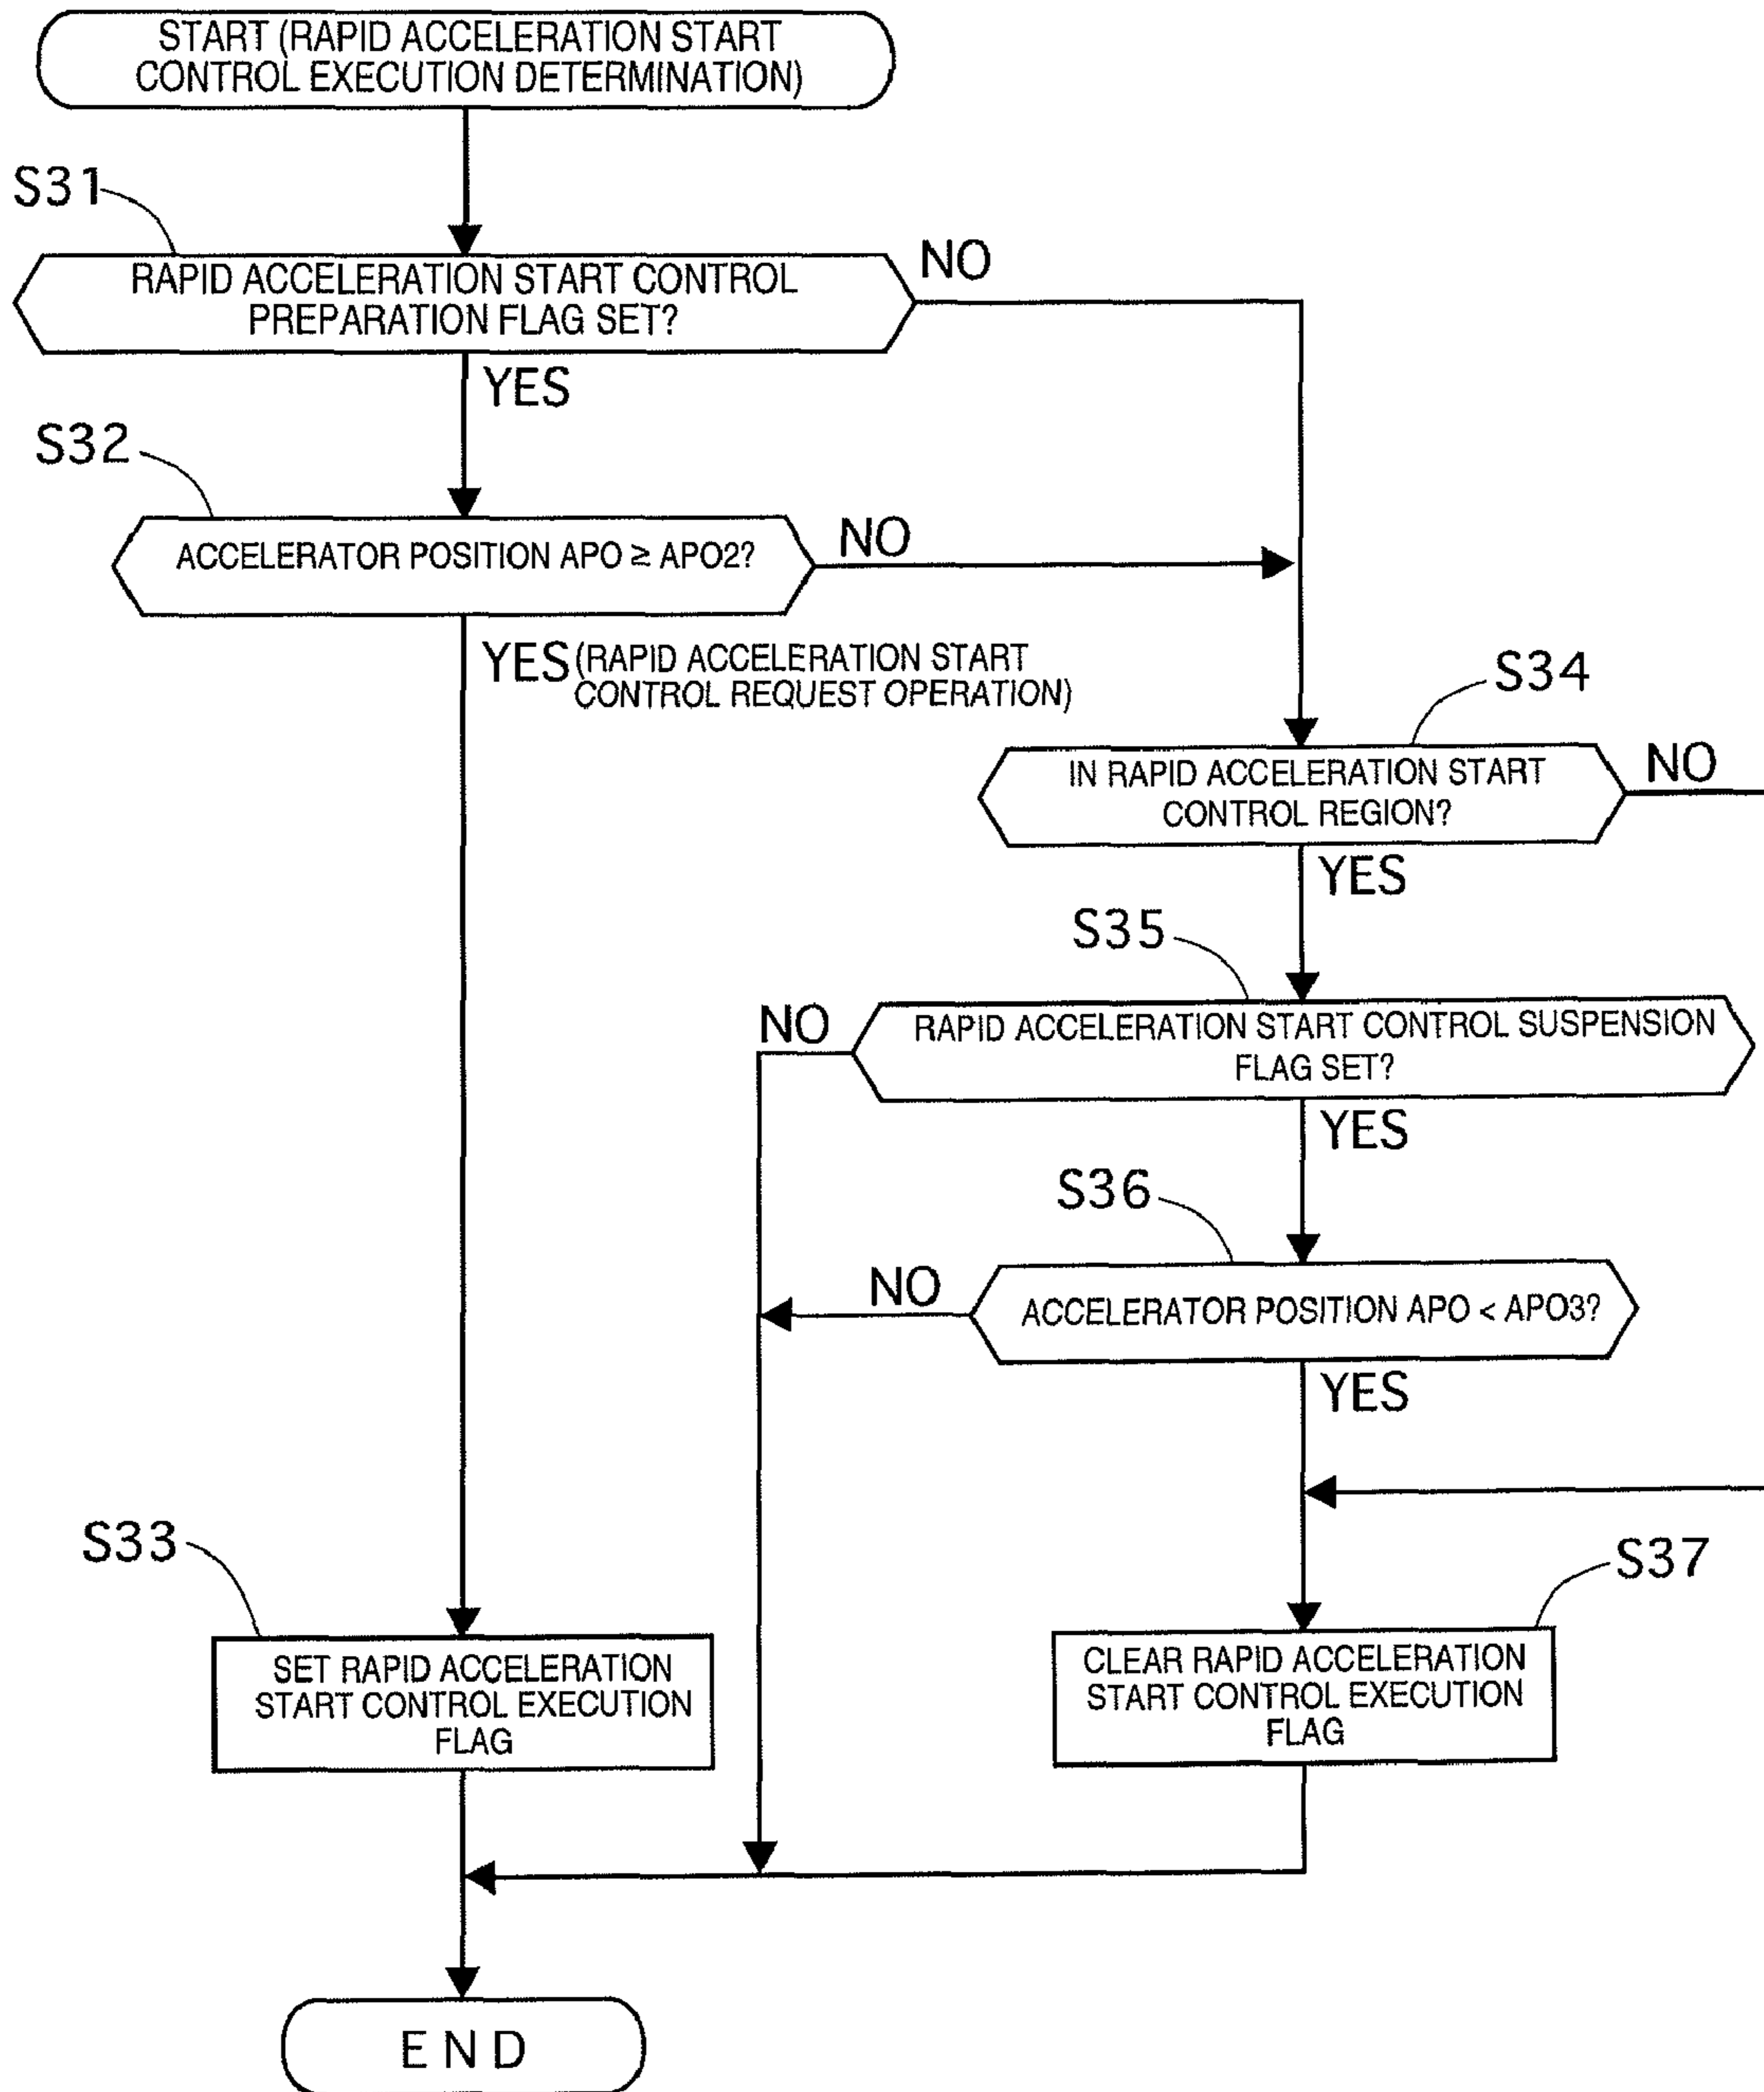 START (RAPID ACCELERATION START
CONTROL EXECUTION DETERMINATION)
S31
RAPID ACCELERATION START CONTROL
PREPARATION FLAG SET?
NO
YES
S32
ACCELERATOR POSITION APO ≥ APO2?
NO
YES (RAPID ACCELERATION START
CONTROL REQUEST OPERATION)
S34
IN RAPID ACCELERATION START
CONTROL REGION?
NO
YES
S35
NO
RAPID ACCELERATION START CONTROL SUSPENSION
FLAG SET?
YES
S36
NO
ACCELERATOR POSITION APO < APO3?
YES
S33
SET RAPID ACCELERATION
START CONTROL EXECUTION
FLAG
S37
CLEAR RAPID ACCELERATION
START CONTROL EXECUTION
FLAG
END